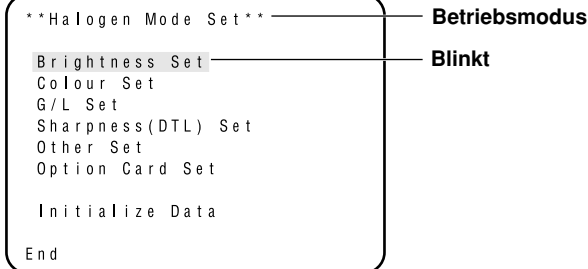 **Halogen Mode Set** Betriebsmodus
Brightness Set Blinkt
Colour Set
G/L Set
Sharpness(DTL) Set
Other Set
Option Card Set
Initialize Data
End